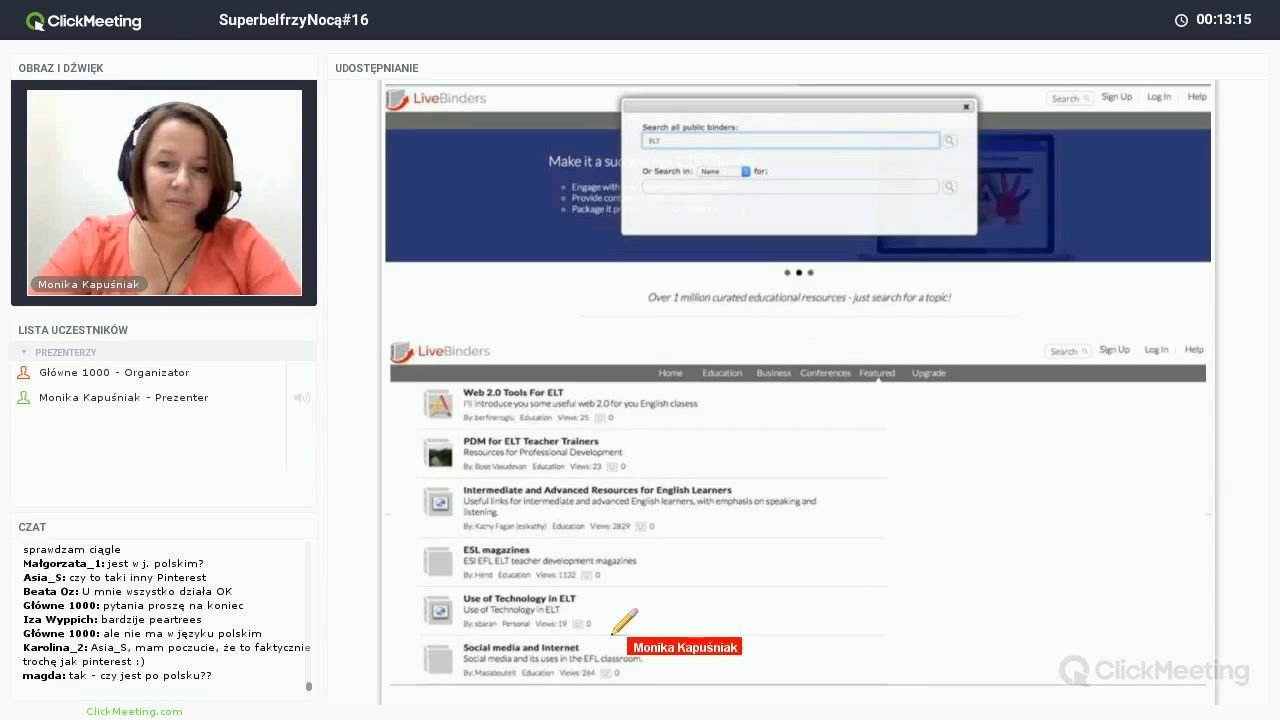 ClickMeeting
SuperbelfrzyNocą#16
00:13:15
OBRAZ I DŹWIĘK
Monika Kapuśniak
LISTA UCZESTNIKÓW
PREZENTERZY
Główne 1000 - Organizator
Monika Kapuśniak - Prezenter
CZAT
sprawdzam ciągle
Małgorzata_1: jest w j. polskim?
Asia_S: czy to taki inny Pinterest
Beata Oz: U mnie wszystko działa OK
Główne 1000: pytania proszę na koniec
Iza Wyppich: bardzije peartrees
Główne 1000: ale nie ma w języku polskim
Karolina_2: Asia_S, mam poczucie, że to faktycznie
trochę jak pinterest :)
magda: tak - czy jest po polsku??
ClickMeeting.com
UDOSTĘPNIANIE
LiveBinders
Search
Sign Up
Log In
Help
Search all public binders:
ELT
Or Search in: Name for:
Make it a
Engage with
Provide
Package it
Over 1 million curated educational resources - just search for a topic!
LiveBinders
Search
Sign Up
Log In
Help
Home Education Business Conferences Featured Upgrade
Web 2.0 Tools For ELT
I'll introduce you some useful web 2.0 for you English clasess
By: berfineroglu Education Views: 25 0
PDM for ELT Teacher Trainers
Resources for Professional Development
By: Bose Vasudevan Education Views: 23 0
Intermediate and Advanced Resources for English Learners
Useful links for intermediate and advanced English learners, with emphasis on speaking and
listening.
By: Kathy Fagan (eslkathy) Education Views: 2829 0
ESL magazines
ESl EFL ELT teacher development magazines
By: Hend Education Views: 1132 0
Use of Technology in ELT
Use of Technology in ELT
By: sbaran Personal Views: 19 0
Monika Kapuśniak
Social media and Internet
Social media and its uses in the EFL classroom.
By: Madabouteit Education Views: 264 0
ClickMeeting